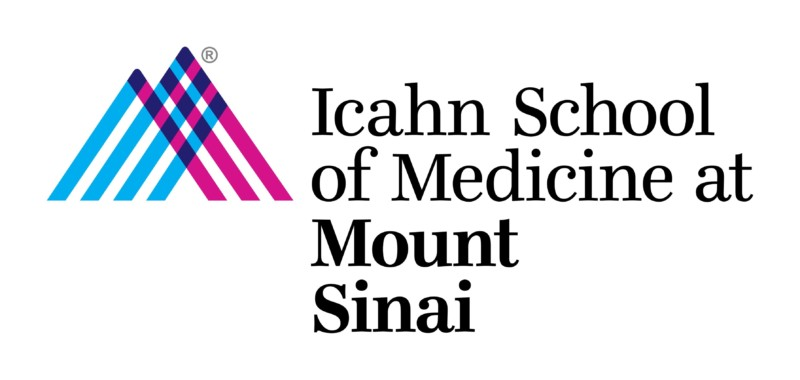 ®
Icahn School
of Medicine at
Mount
Sinai